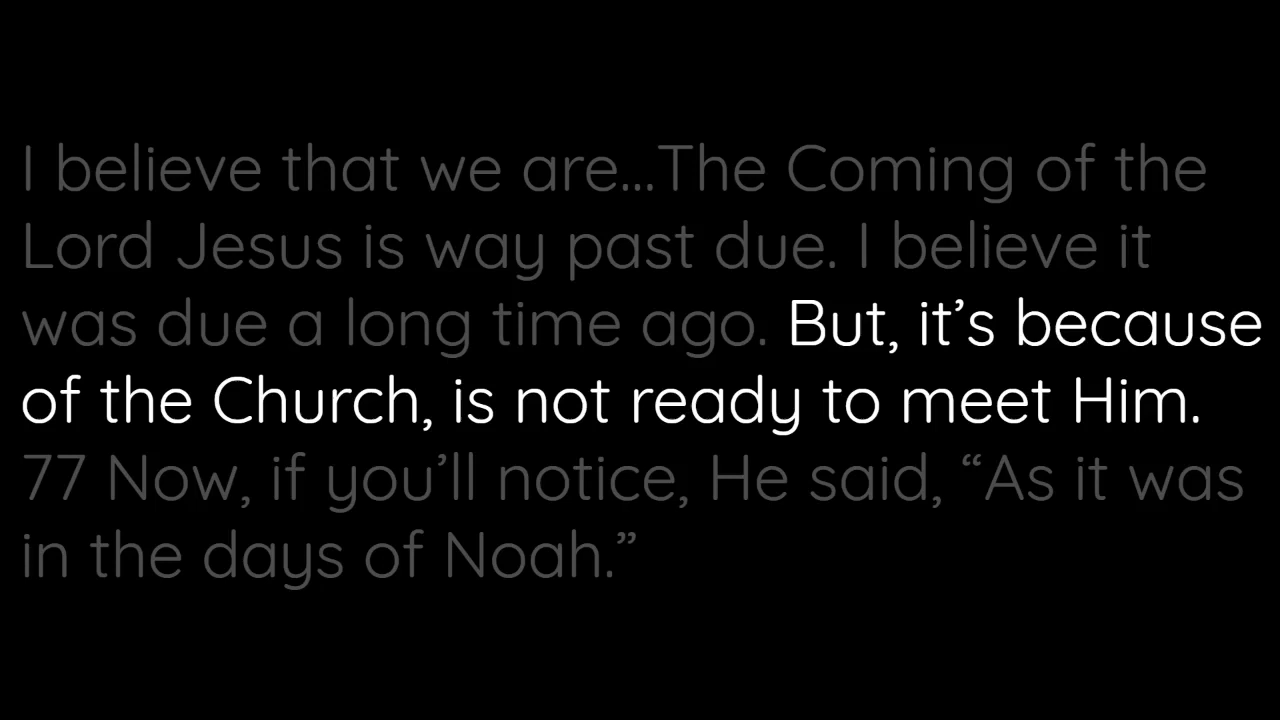 I believe that we are...The Coming of the
Lord Jesus is way past due. I believe it
was due a long time ago. But, it’s because
of the Church, is not ready to meet Him.
77 Now, if you’ll notice, He said, “As it was
in the days of Noah.”